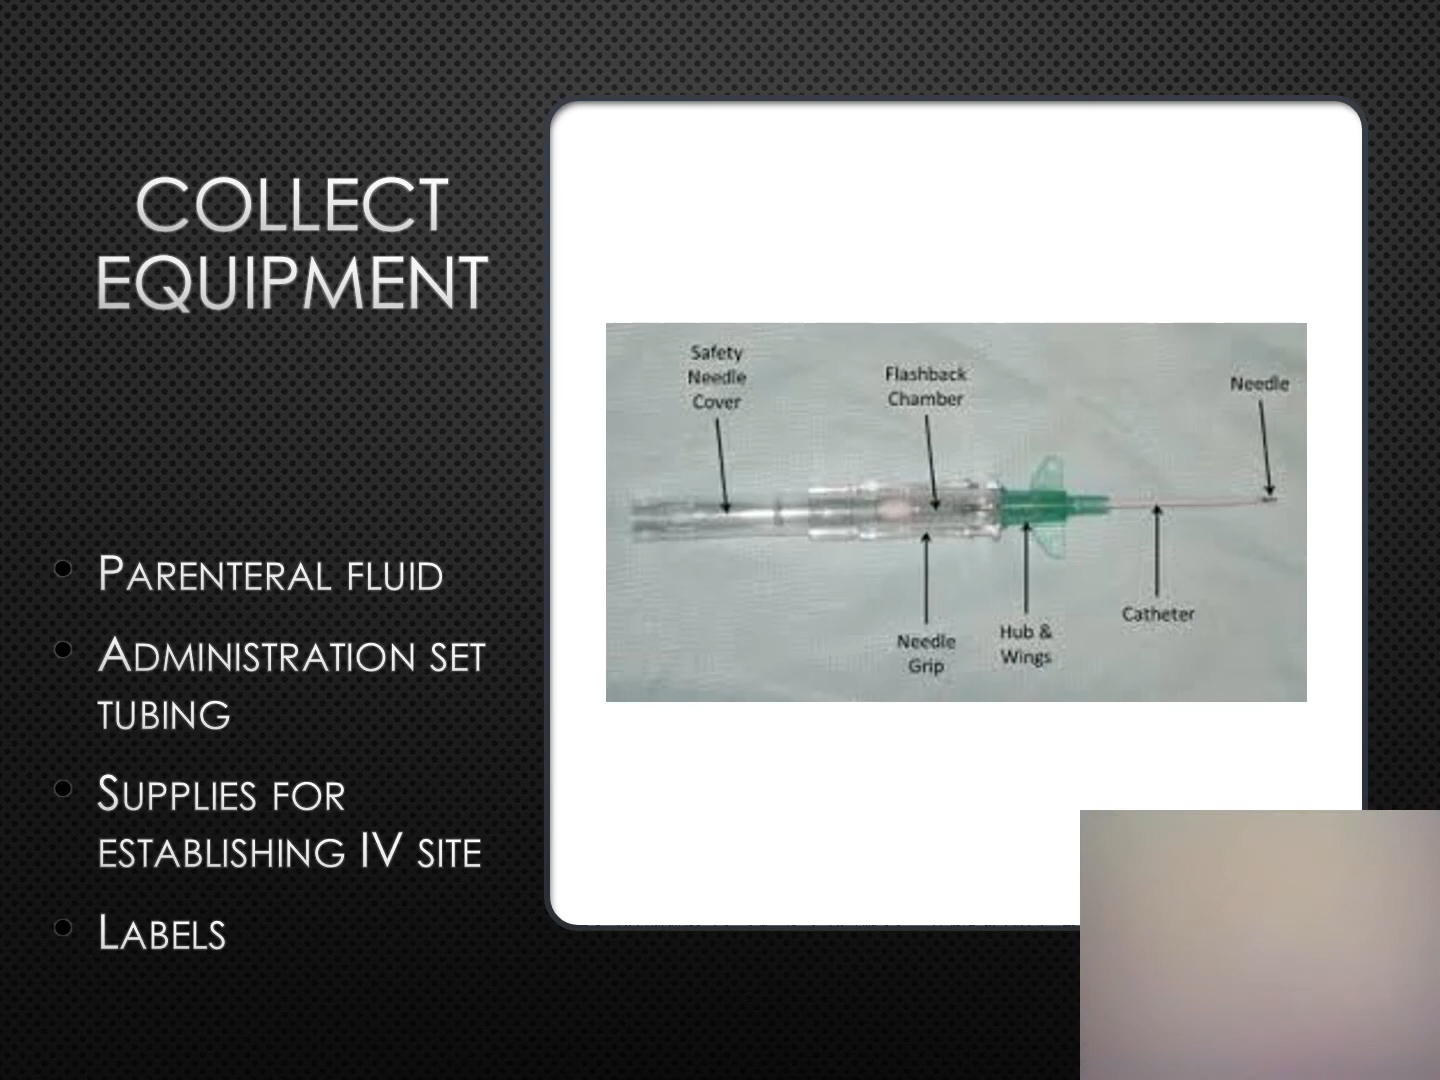 COLLECT
EQUIPMENT
PARENTERAL FLUID
ADMINISTRATION SET
TUBING
SUPPLIES FOR
ESTABLISHING IV SITE
LABELS
Safety
Needle
Cover
Flashback
Chamber
Needle
Needle
Grip
Hub &
Wings
Catheter